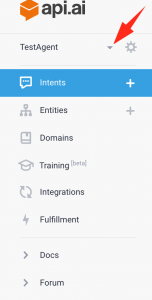 api.ai
TestAgent
Intents +
Entities +
Domains
Training [beta]
Integrations
Fulfillment
Docs
Forum